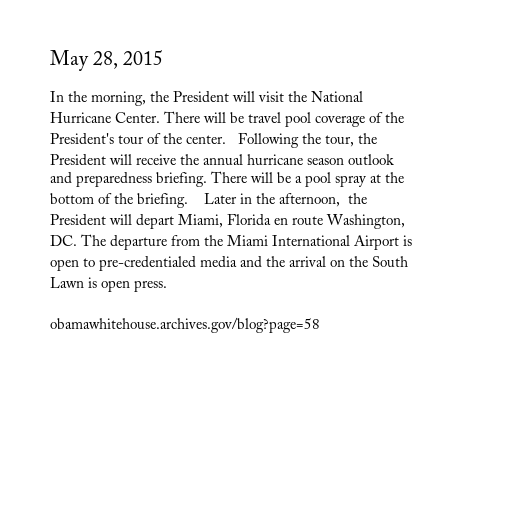 May 28, 2015
In the morning, the President will visit the National
Hurricane Center. There will be travel pool coverage of the
President's tour of the center.   Following the tour, the
President will receive the annual hurricane season outlook
and preparedness briefing. There will be a pool spray at the
bottom of the briefing.    Later in the afternoon,  the
President will depart Miami, Florida en route Washington,
DC. The departure from the Miami International Airport is
open to pre-credentialed media and the arrival on the South
Lawn is open press.
obamawhitehouse.archives.gov/blog?page=58